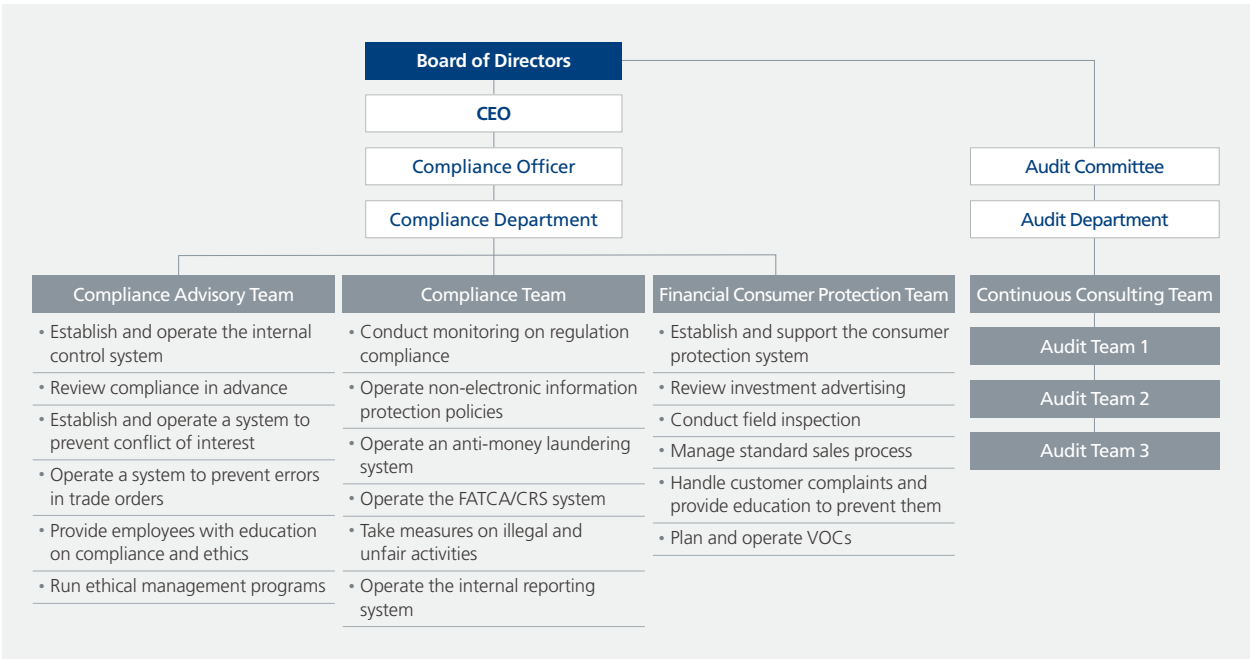 Board of Directors
CEO
Compliance Officer
Compliance Department
Audit Committee
Audit Department
Compliance Advisory Team
• Establish and operate the internal
control system
• Review compliance in advance
• Establish and operate a system to
prevent conflict of interest
• Operate a system to prevent errors
in trade orders
• Provide employees with education
on compliance and ethics
• Run ethical management programs
Compliance Team
• Conduct monitoring on regulation
compliance
• Operate non-electronic information
protection policies
• Operate an anti-money laundering
system
• Operate the FATCA/CRS system
• Take measures on illegal and
unfair activities
• Operate the internal reporting
system
Financial Consumer Protection Team
• Establish and support the consumer
protection system
• Review investment advertising
• Conduct field inspection
• Manage standard sales process
• Handle customer complaints and
provide education to prevent them
• Plan and operate VOCs
Continuous Consulting Team
Audit Team 1
Audit Team 2
Audit Team 3